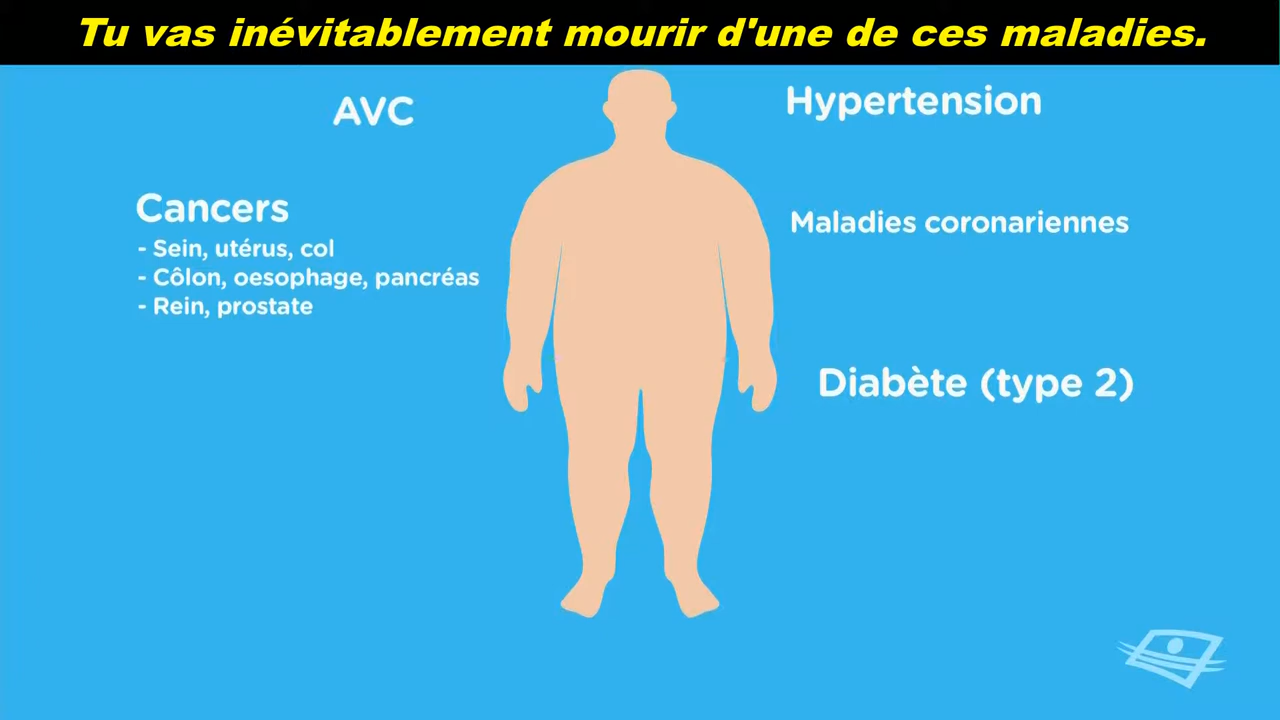 Tu vas inévitablement mourir d'une de ces maladies.
AVC
Hypertension
Cancers
- Sein, utérus, col
- Côlon, oesophage, pancréas
- Rein, prostate
Maladies coronariennes
Diabète (type 2)